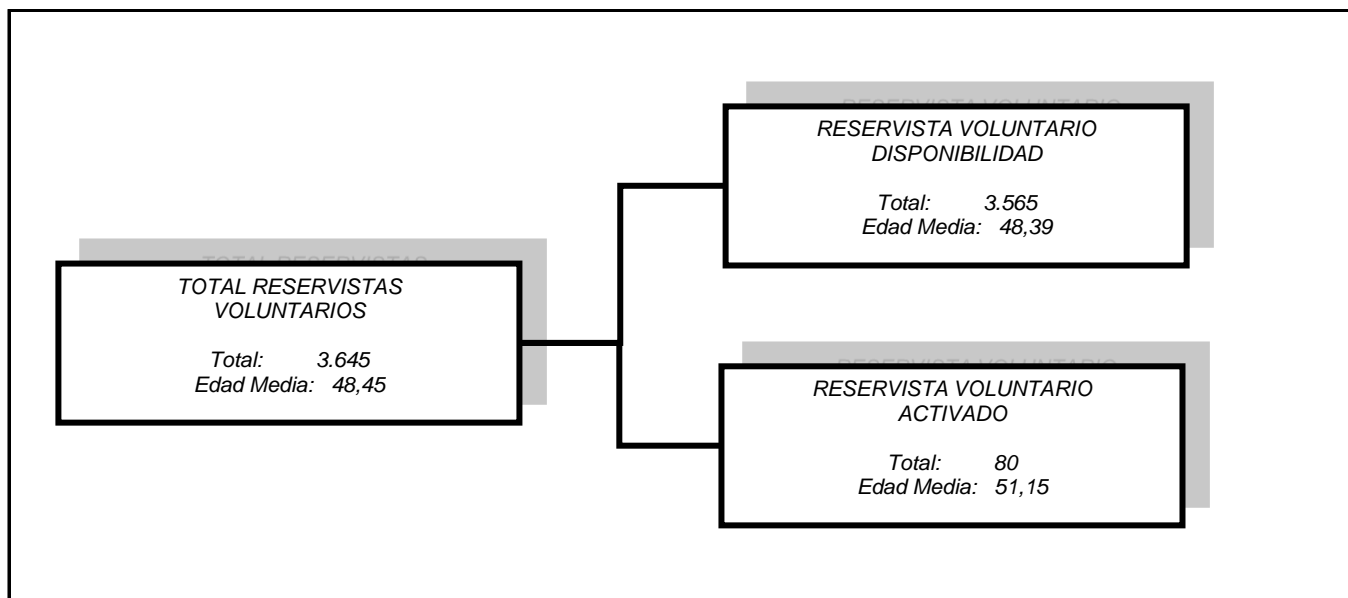 TOTAL RESERVISTAS
VOLUNTARIOS
Total: 3.645
Edad Media: 48,45
RESERVISTA VOLUNTARIO
DISPONIBILIDAD
Total: 3.565
Edad Media: 48,39
RESERVISTA VOLUNTARIO
ACTIVADO
Total: 80
Edad Media: 51,15